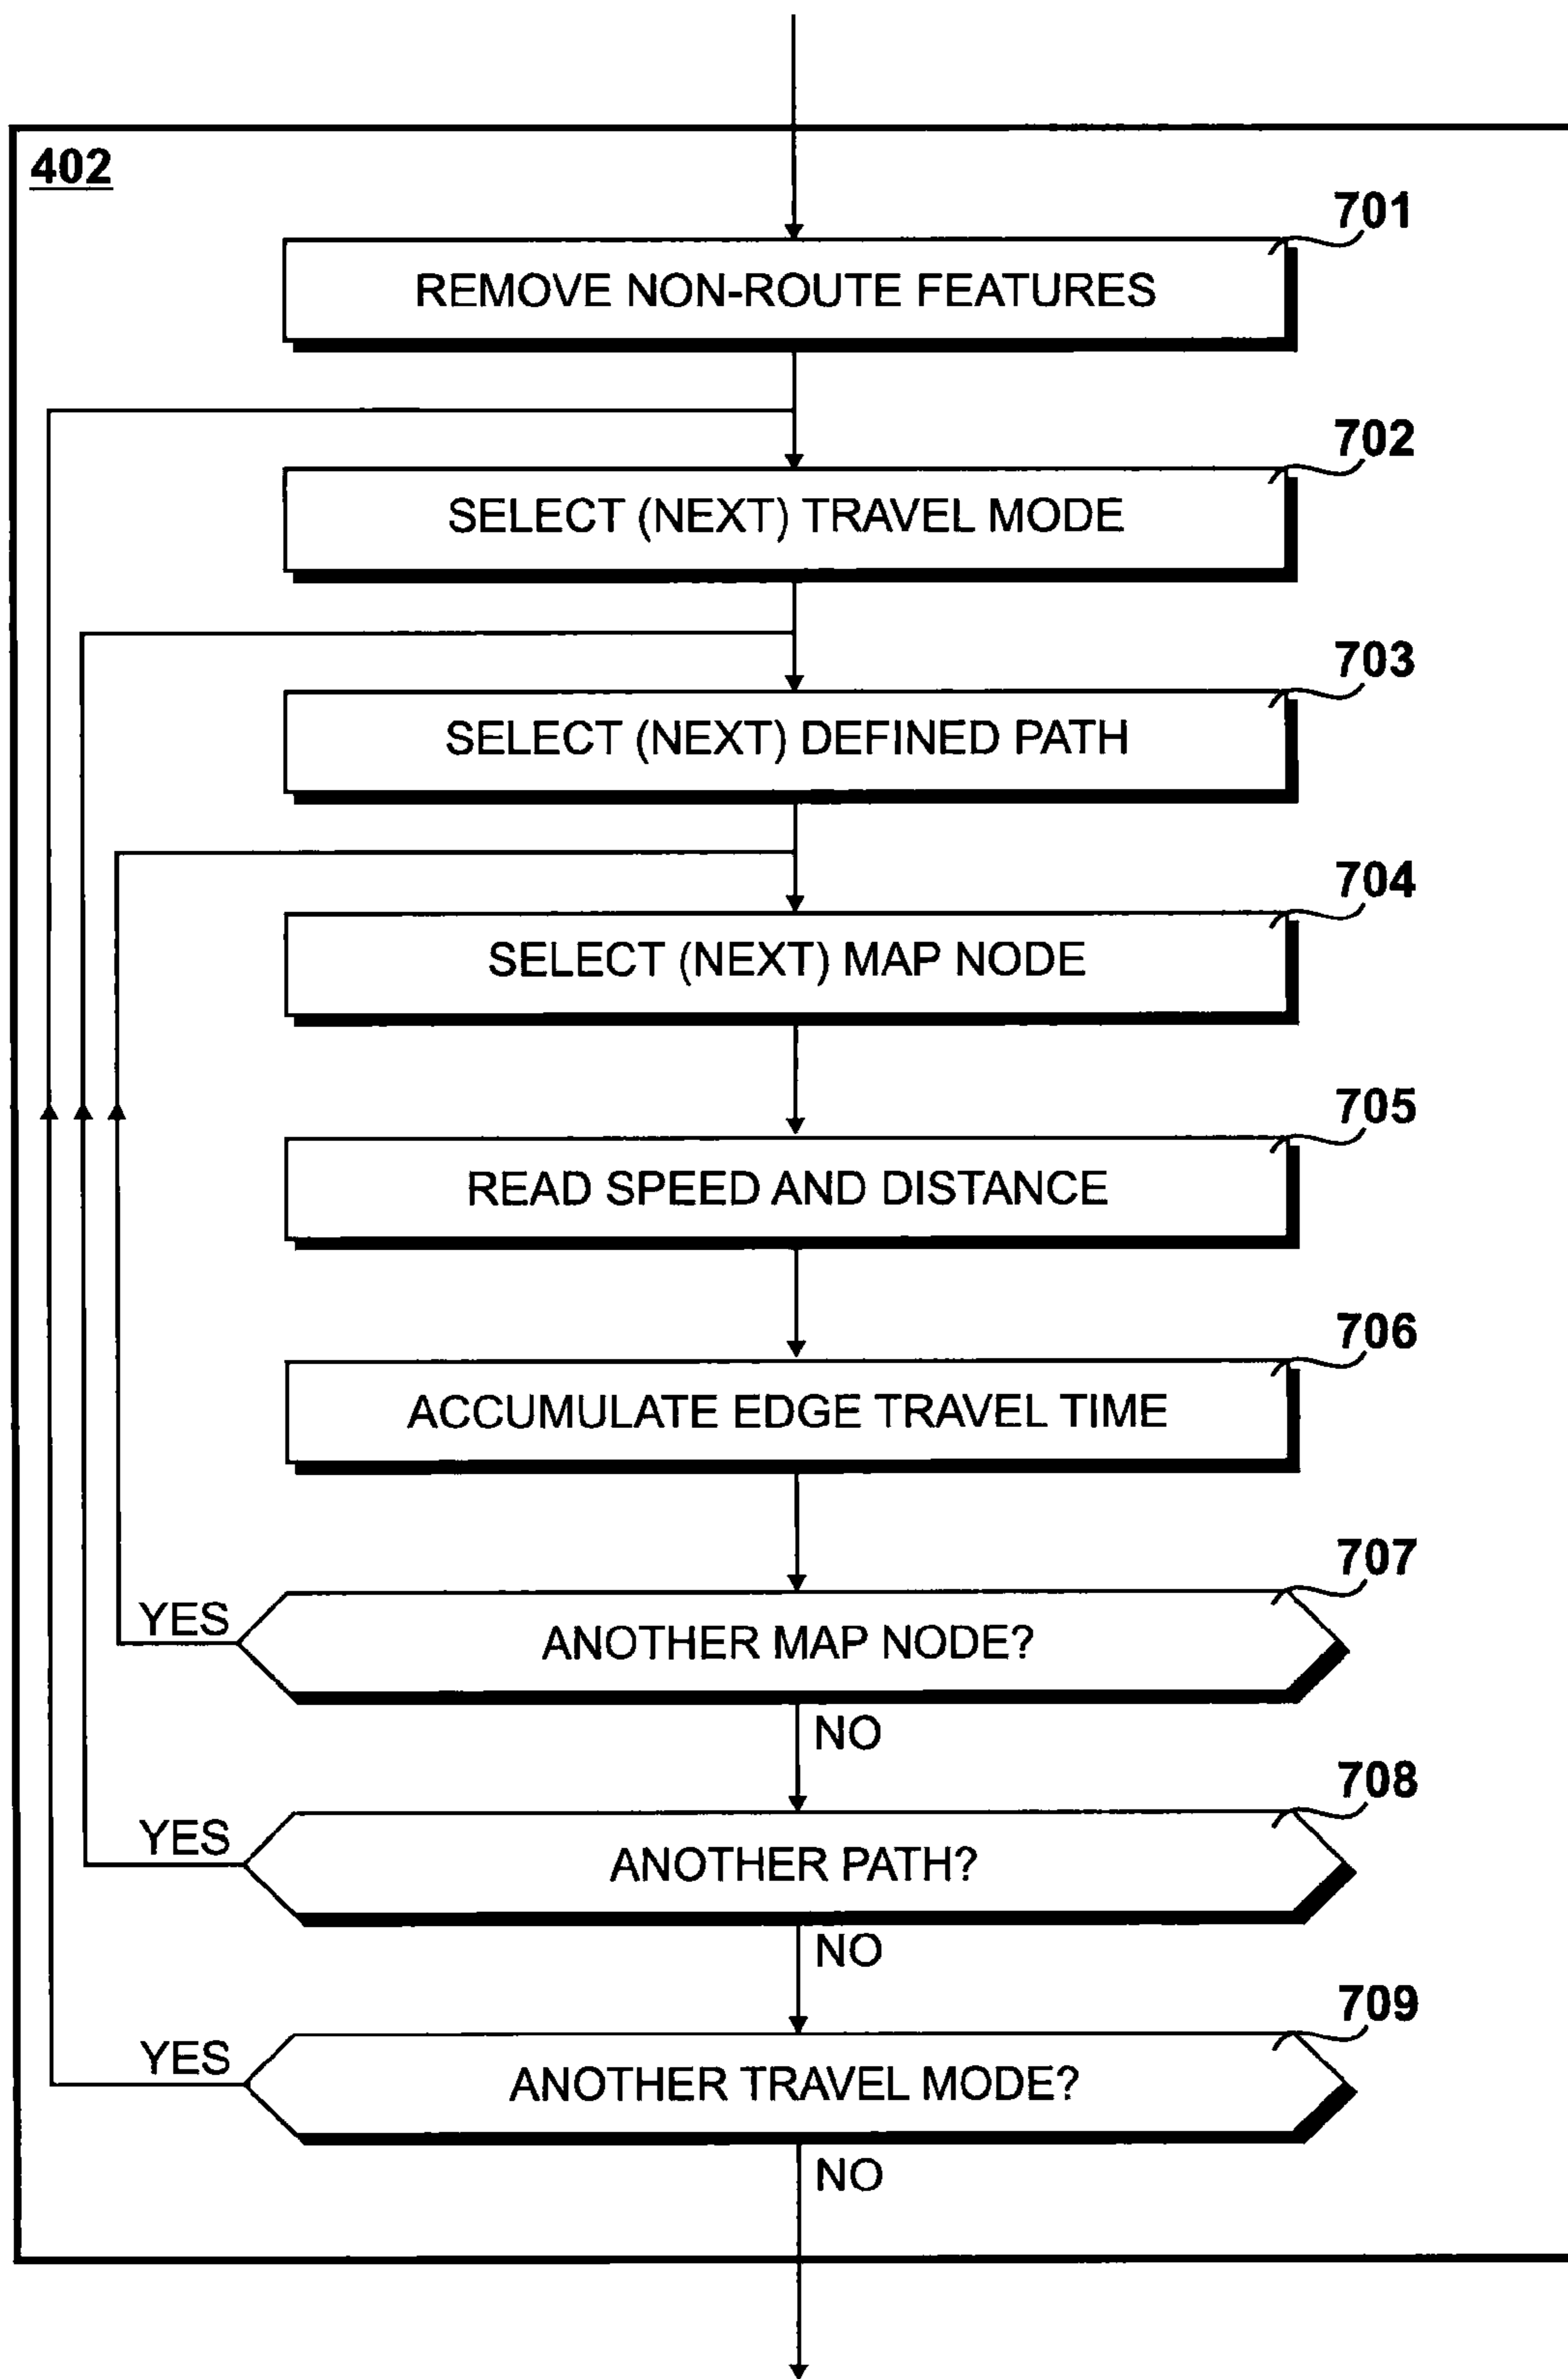 402
701
REMOVE NON-ROUTE FEATURES
702
SELECT (NEXT) TRAVEL MODE
703
SELECT (NEXT) DEFINED PATH
704
SELECT (NEXT) MAP NODE
705
READ SPEED AND DISTANCE
706
ACCUMULATE EDGE TRAVEL TIME
707
YES
ANOTHER MAP NODE?
NO
708
YES
ANOTHER PATH?
NO
709
YES
ANOTHER TRAVEL MODE?
NO